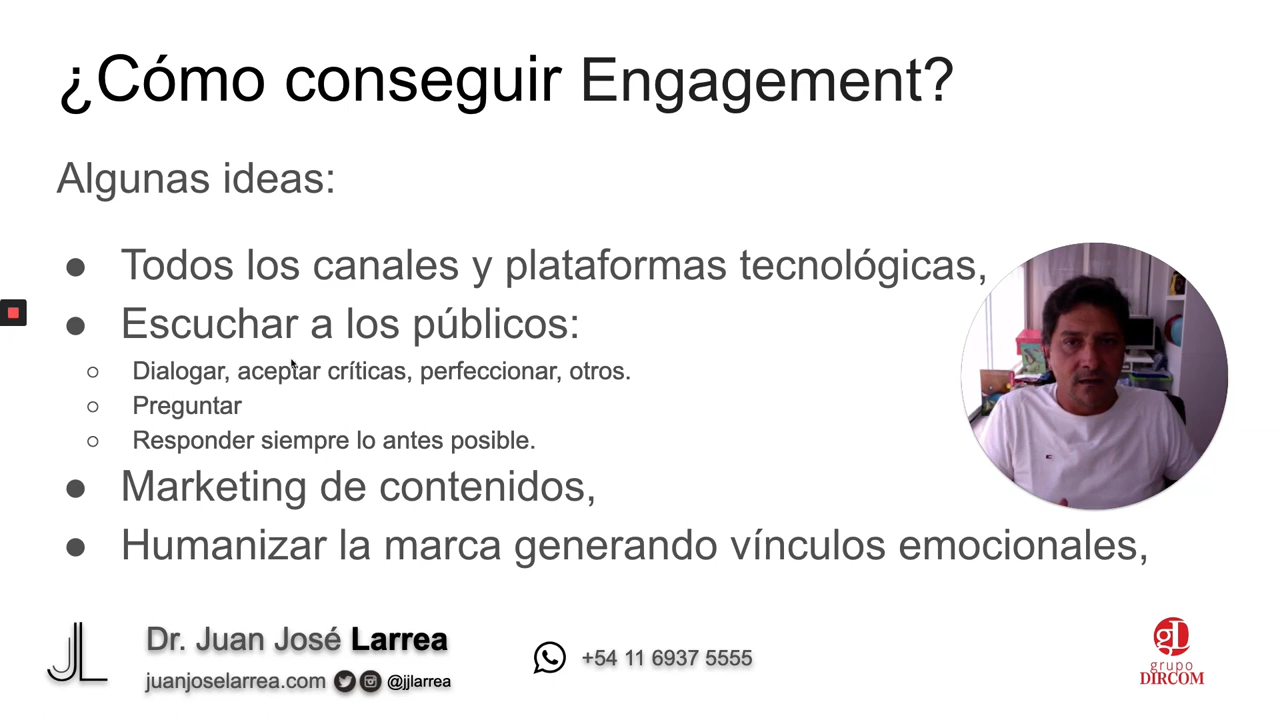 ¿Cómo conseguir Engagement?
Algunas ideas:
● Todos los canales y plataformas tecnológicas,
● Escuchar a los públicos:
○ Dialogar, aceptar críticas, perfeccionar, otros.
○ Preguntar
○ Responder siempre lo antes posible.
● Marketing de contenidos,
● Humanizar la marca generando vínculos emocionales,
JL
Dr. Juan José Larrea
juanjoselarrea.com @jjlarrea
+54 11 6937 5555
gL
grupo
DIRCOM